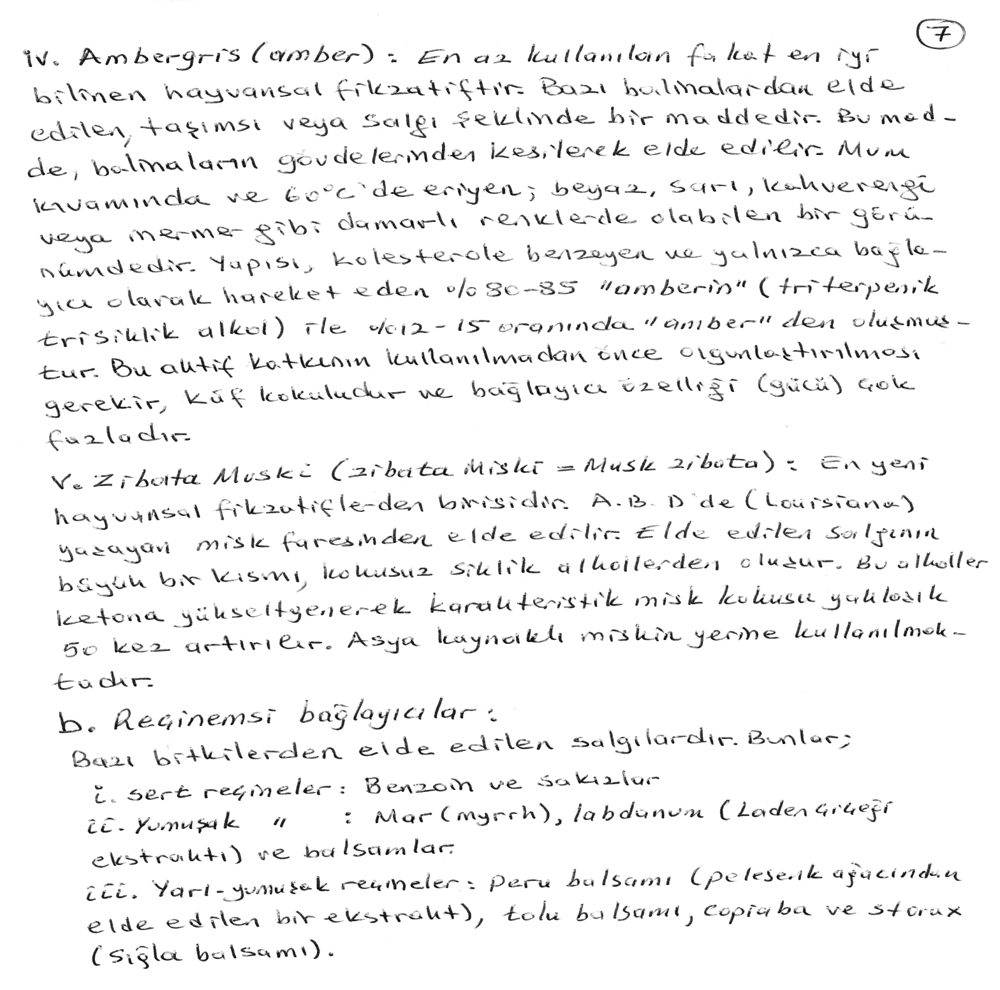 7
iv. Ambergris (amber) : En az kullanılan fakat en iyi
bilinen hayvansal fikzatiftir. Bazı balinalardan elde
edilen, taşımsı veya salgı şeklinde bir maddedir. Bu mad-
de, balinaların gövdelerinden kesilerek elde edilir. Mum
kıvamında ve 60°C'de eriyen; beyaz, sarı, kahverengi
veya mermer gibi damarlı renklerde olabilen bir görü-
nümdedir. Yapısı, kolesterole benzeyen ve yalnızca bağla-
yıcı olarak hareket eden %80-85 "amberin" (triterpenik
trisiklik alkol) ile %12-15 oranında "amber" den oluşmuş-
tur. Bu aktif katkının kullanılmadan önce olgunlaştırılması
gerekir, küf kokuludur ve bağlayıcı özelliği (gücü) çok
fazladır.
V. Zibata Muski (zibata Miski = Musk zibata) : En yeni
hayvansal fikzatiflerden birisidir. A.B.D'de (Louisiana)
yaşayan misk faresinden elde edilir. Elde edilen salgının
büyük bir kısmı, kokusuz siklik alkollerden oluşur. Bu alkoller
ketona yükseltgenerek karakteristik misk kokusu yaklaşık
50 kez artırılır. Asya kaynaklı miskin yerine kullanılmak-
tadır.
b. Reçinemsi bağlayıcılar :
Bazı bitkilerden elde edilen salgılardır. Bunlar;
i. sert reçineler : Benzoin ve sakızlar
ii. Yumuşak " : Mar (myrrh), labdanum (Laden çiçeği
ekstraktı) ve balsamlar.
iii. Yarı-yumuşak reçineler : Peru balsamı (pelesenk ağacından
elde edilen bir ekstrakt), tolu balsamı, copiaba ve storax
(sığla balsamı).